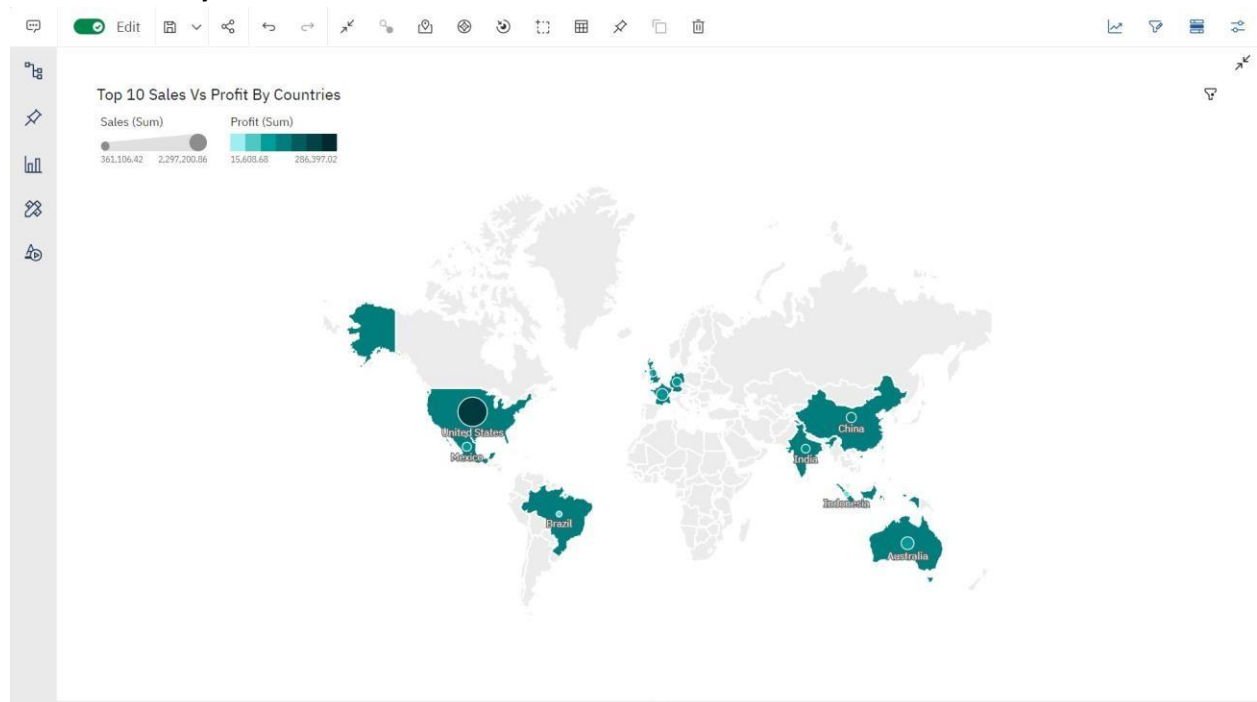 Edit
Top 10 Sales Vs Profit By Countries
Sales (Sum) Profit (Sum)
361,106.42 2,297,200.86 15,608.68 286,397.02
United States
Mexico
China
India
Indonesia
Brazil
Australia